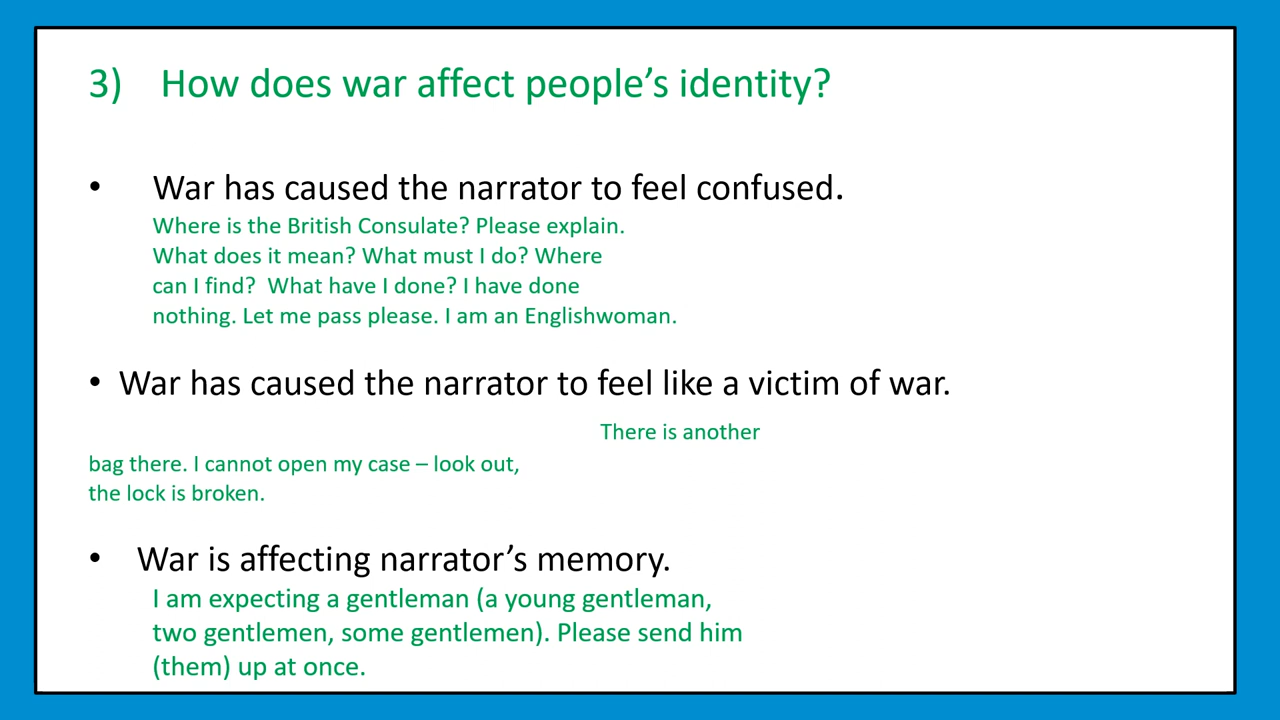 3) How does war affect people’s identity?
• War has caused the narrator to feel confused.
Where is the British Consulate? Please explain.
What does it mean? What must I do? Where
can I find? What have I done? I have done
nothing. Let me pass please. I am an Englishwoman.
• War has caused the narrator to feel like a victim of war.
There is another
bag there. I cannot open my case – look out,
the lock is broken.
• War is affecting narrator’s memory.
I am expecting a gentleman (a young gentleman,
two gentlemen, some gentlemen). Please send him
(them) up at once.